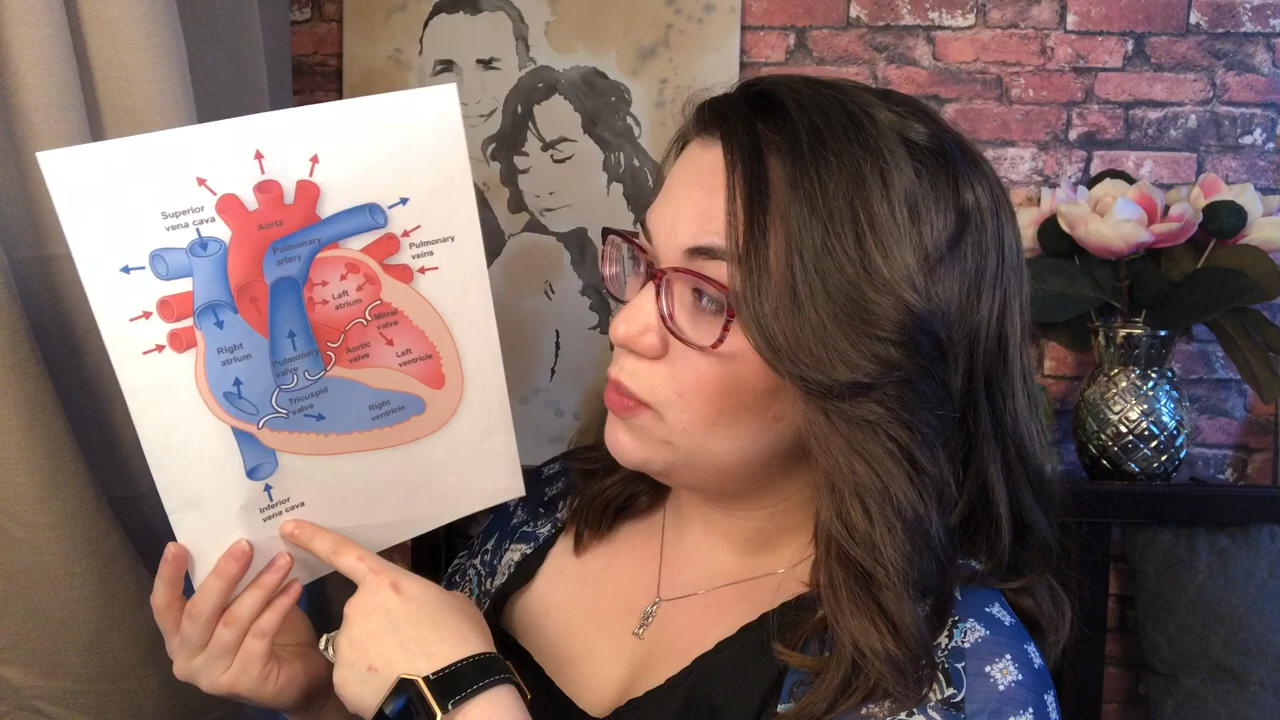 Superior
vena cava
Aorta
Pulmonary
artery
Pulmonary
veins
Left
atrium
Mitral
valve
Right
atrium
Aortic
valve
Left
ventricle
Pulmonary
valve
Tricuspid
valve
Right
ventricle
Inferior
vena cava